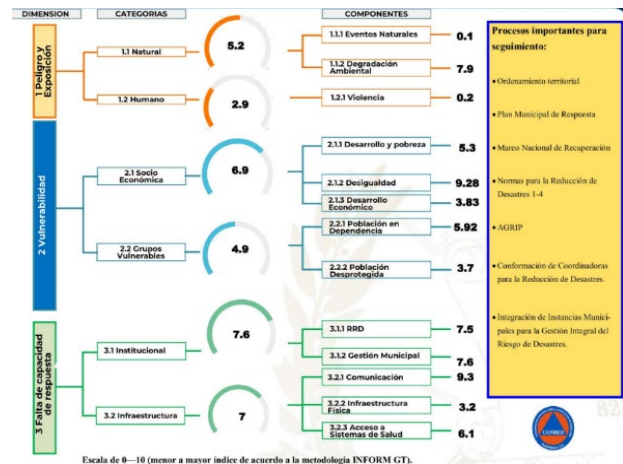 DIMENSION
CATEGORIAS
COMPONENTES
1 Peligro y
Exposición
1.1 Natural
5.2
1.1.1 Eventos Naturales
0.1
1.1.2 Degradación
Ambiental
7.9
1.2 Humano
2.9
1.2.1 Violencia
0.2
2 Vulnerabilidad
2.1 Socio
Económica
6.9
2.1.1 Desarrollo y pobreza
5.3
2.1.2 Desigualdad
9.28
2.1.3 Desarrollo
Económico
3.83
2.2 Grupos
Vulnerables
4.9
2.2.1 Población en
Dependencia
5.92
2.2.2 Población
Desprotegida
3.7
3 Falta de capacidad
de respuesta
3.1 Institucional
7.6
3.1.1 RRD
7.5
3.1.2 Gestión Municipal
7.6
3.2 Infraestructura
7
3.2.1 Comunicación
9.3
3.2.2 Infraestructura
Física
3.2
3.2.3 Acceso a
Sistemas de Salud
6.1
Procesos importantes para
seguimiento:
• Ordenamiento territorial
• Plan Municipal de Respuesta
• Marco Nacional de Recuperación
• Normas para la Reducción de
Desastres 1-4
• AGRIP
• Conformación de Coordinadoras
para la Reducción de Desastres.
• Integración de Instancias Munici-
pales para la Gestión Integral del
Riesgo de Desastres.
CONRED
82
Escala de 0—10 (menor a mayor índice de acuerdo a la metodología INFORM GT).